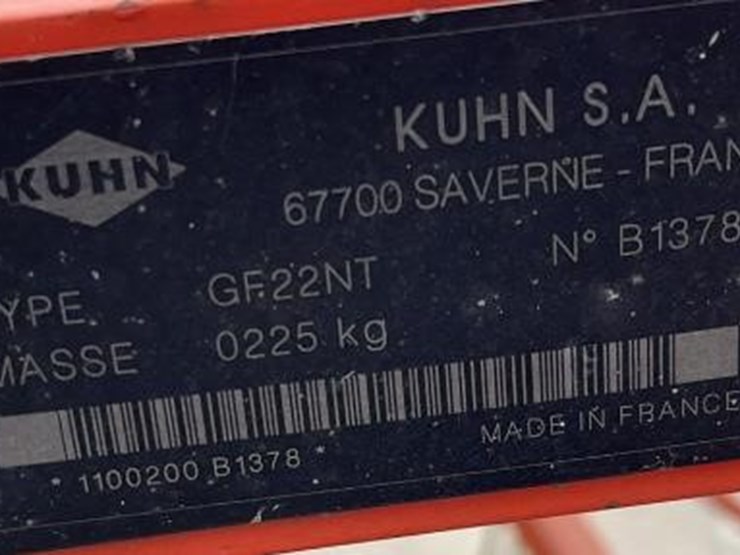 KUHN
KUHN S.A.
67700 SAVERNE - FRAN
N° B1378
YPE GF22NT
MASSE 0225 kg
MADE IN FRANCE
* 1100200 B1378 *